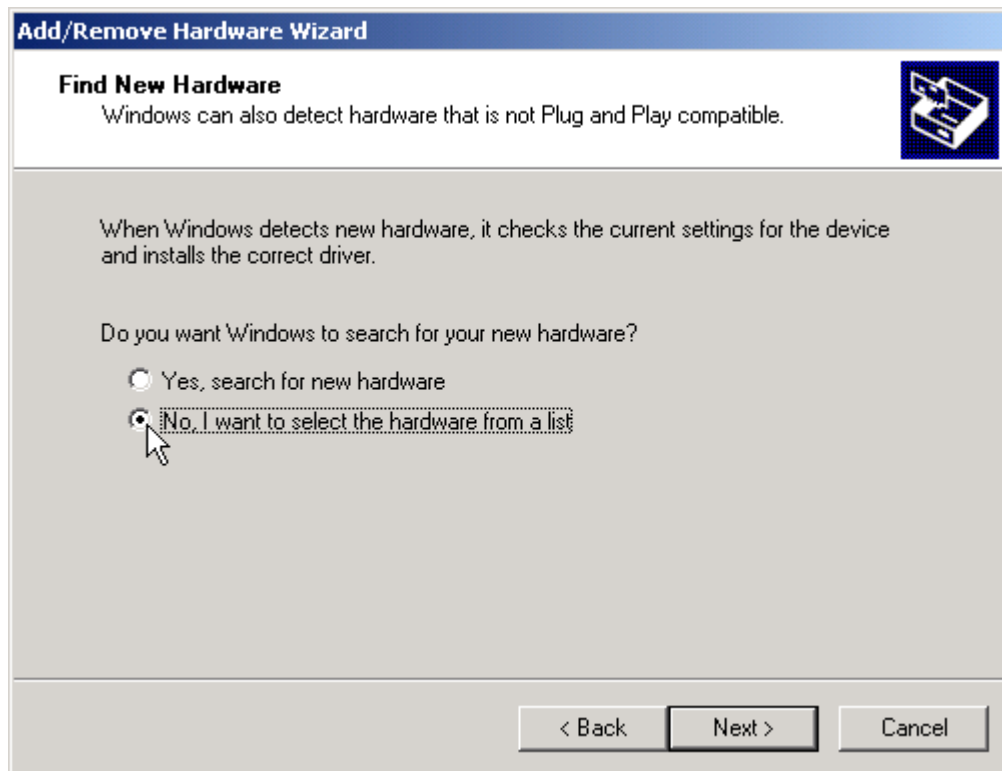 Add/Remove Hardware Wizard
Find New Hardware
Windows can also detect hardware that is not Plug and Play compatible.
When Windows detects new hardware, it checks the current settings for the device
and installs the correct driver.
Do you want Windows to search for your new hardware?
Yes, search for new hardware
No, I want to select the hardware from a list
< Back
Next >
Cancel